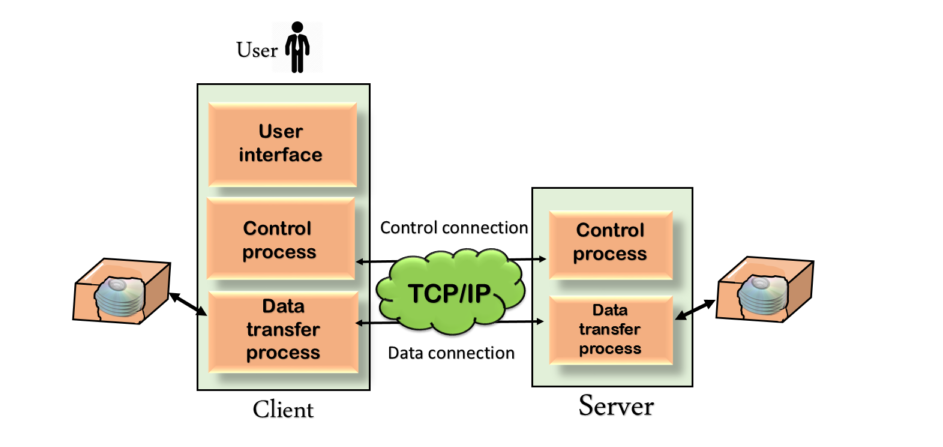 User
User
interface
Control
process
Data
transfer
process
Client
Control connection
TCP/IP
Data connection
Control
process
Data
transfer
process
Server